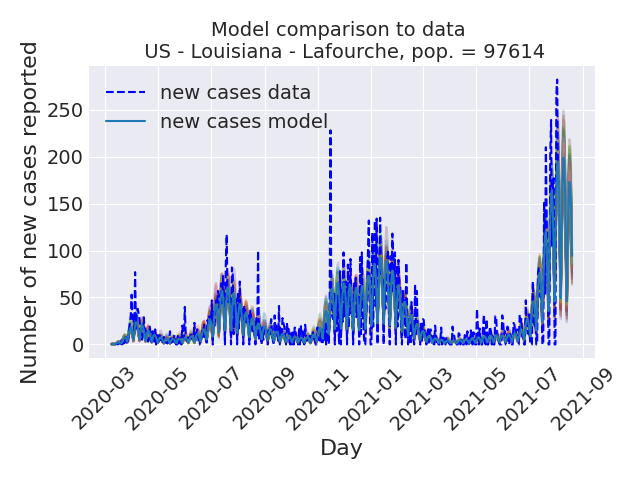 Model comparison to data
US - Louisiana - Lafourche, pop. = 97614
Number of new cases reported
250
200
150
100
50
0
new cases data
new cases model
2020-03
2020-05
2020-07
2020-09
2020-11
2021-01
2021-03
2021-05
2021-07
2021-09
Day